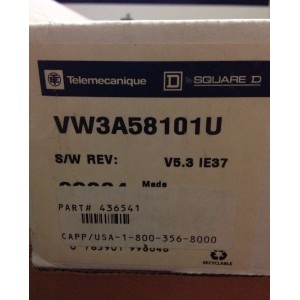 Telemecanique
D SQUARE D
VW3A58101U
S/W REV: V5.3 IE37
Made
PART# 436541
CAPP/USA-1-800-356-8000
RECYCLABLE